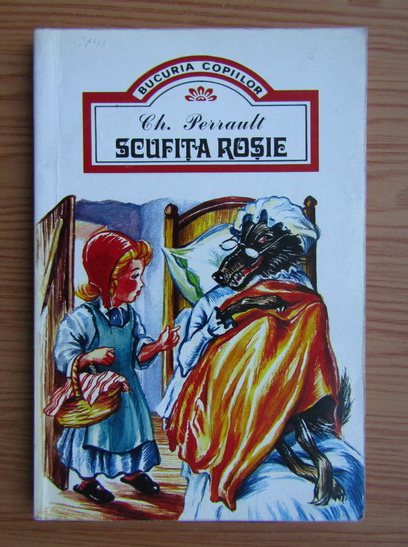 BUCURIA COPIILOR
Ch. Perrault
SCUFIȚA ROȘIE